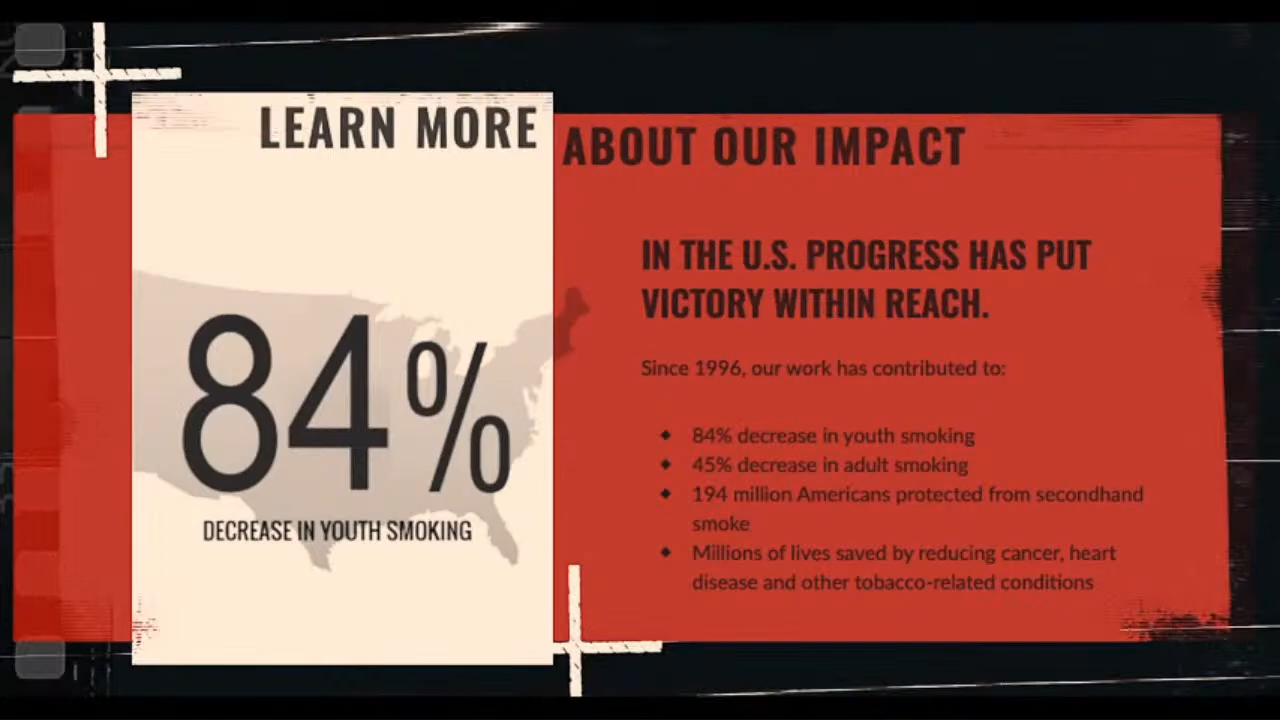 LEARN MORE
ABOUT OUR IMPACT
84%
DECREASE IN YOUTH SMOKING
IN THE U.S. PROGRESS HAS PUT
VICTORY WITHIN REACH.
Since 1996, our work has contributed to:
84% decrease in youth smoking
45% decrease in adult smoking
194 million Americans protected from secondhand
smoke
Millions of lives saved by reducing cancer, heart
disease and other tobacco-related conditions